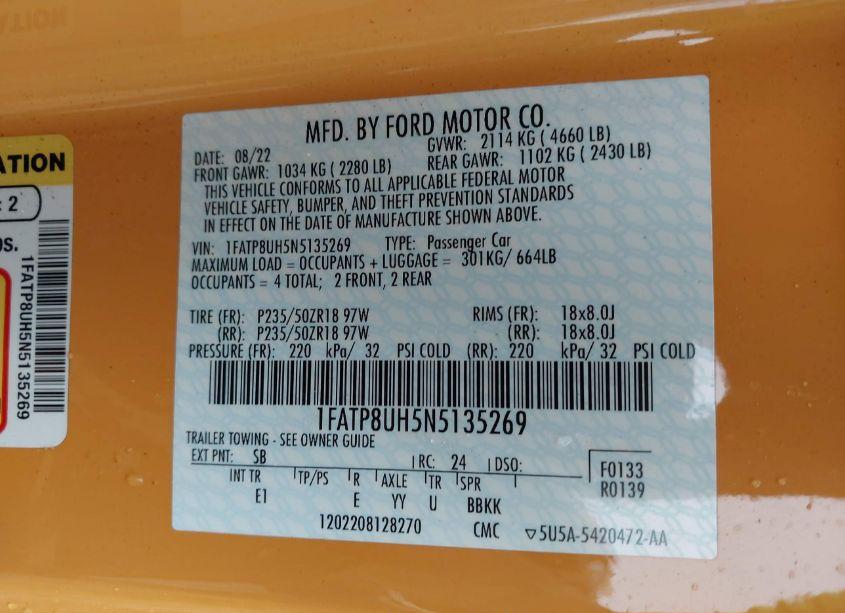 ATION
: 2
os.
1FATP8UH5N5135269
MFD. BY FORD MOTOR CO.
DATE: 08/22 GVWR: 2114 KG ( 4660 LB)
FRONT GAWR: 1034 KG ( 2280 LB) REAR GAWR: 1102 KG ( 2430 LB)
THIS VEHICLE CONFORMS TO ALL APPLICABLE FEDERAL MOTOR
VEHICLE SAFETY, BUMPER, AND THEFT PREVENTION STANDARDS
IN EFFECT ON THE DATE OF MANUFACTURE SHOWN ABOVE.
VIN: 1FATP8UH5N5135269 TYPE: Passenger Car
MAXIMUM LOAD = OCCUPANTS + LUGGAGE = 301KG/ 664LB
OCCUPANTS = 4 TOTAL; 2 FRONT, 2 REAR
TIRE (FR): P235/50ZR18 97W RIMS (FR): 18x8.0J
(RR): P235/50ZR18 97W (RR): 18x8.0J
PRESSURE (FR): 220 kPa/ 32 PSI COLD (RR): 220 kPa/ 32 PSI COLD
1FATP8UH5N5135269
TRAILER TOWING - SEE OWNER GUIDE
EXT PNT: SB RC: 24 DSO: F0133
INT TR TP/PS R AXLE TR SPR R0139
E1 E YY U BBKK
1202208128270 CMC ▽5U5A-5420472-AA